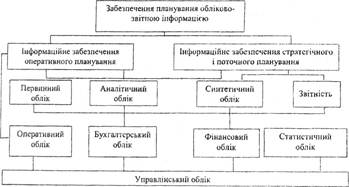 Забезпечення планування обліково-
звітною інформацією
Інформаційне забезпечення
оперативного планування
Інформаційне забезпечення стратегічного
і поточного планування
Первинний
облік
Аналітичний
облік
Синтетичний
облік
Звітність
Оперативний
облік
Бухгалтерський
облік
Фінансовий
облік
Статистичний
облік
Управлінський облік